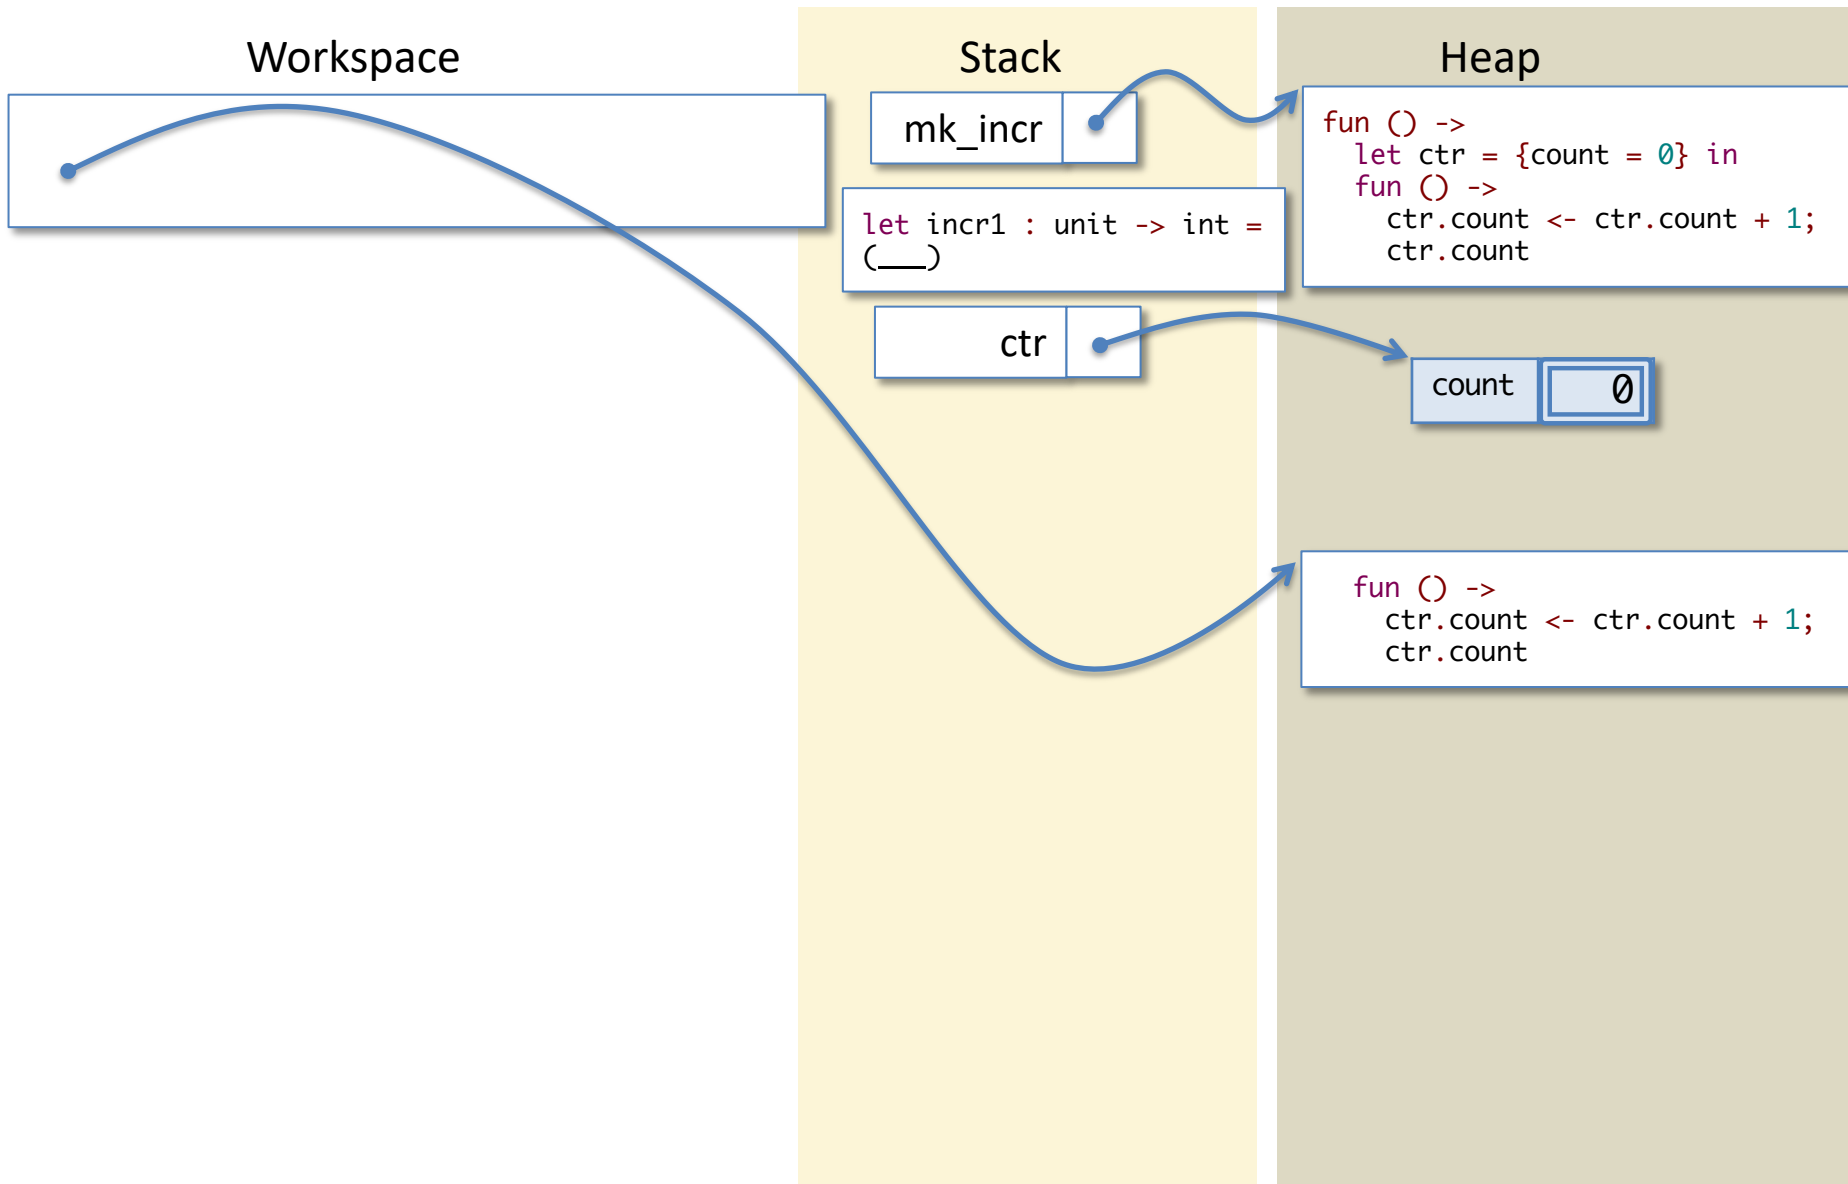 Workspace
Stack
Heap
mk_incr
let incr1 : unit -> int =
(___)
ctr
fun () ->
  let ctr = {count = 0} in
  fun () ->
    ctr.count <- ctr.count + 1;
    ctr.count
count 0
fun () ->
  ctr.count <- ctr.count + 1;
  ctr.count